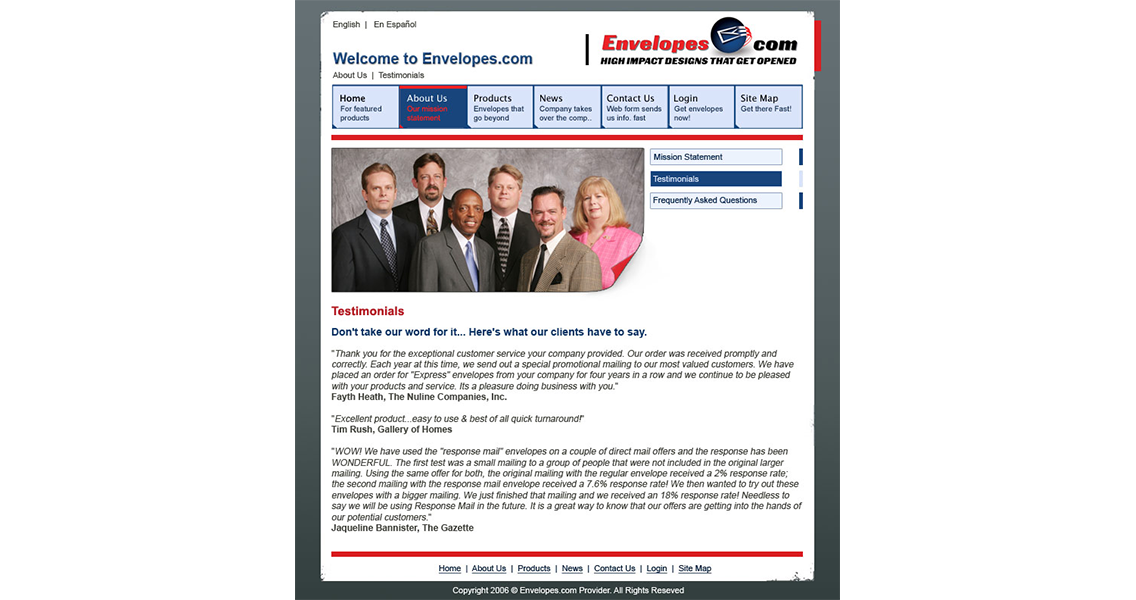 English | En Español
Envelopes.com
HIGH IMPACT DESIGNS THAT GET OPENED
Welcome to Envelopes.com
About Us | Testimonials
Home
For featured
products
About Us
Our mission
statement
Products
Envelopes that
go beyond
News
Company takes
over the comp..
Contact Us
Web form sends
us info. fast
Login
Get envelopes
now!
Site Map
Get there Fast!
Mission Statement
Testimonials
Frequently Asked Questions
Testimonials
Don't take our word for it... Here's what our clients have to say.
"Thank you for the exceptional customer service your company provided. Our order was received promptly and
correctly. Each year at this time, we send out a special promotional mailing to our most valued customers. We have
placed an order for "Express" envelopes from your company for four years in a row and we continue to be pleased
with your products and service. Its a pleasure doing business with you."
Fayth Heath, The Nuline Companies, Inc.
"Excellent product...easy to use & best of all quick turnaround!"
Tim Rush, Gallery of Homes
"WOW! We have used the "response mail" envelopes on a couple of direct mail offers and the response has been
WONDERFUL. The first test was a small mailing to a group of people that were not included in the original larger
mailing. Using the same offer for both, the original mailing with the regular envelope received a 2% response rate;
the second mailing with the response mail envelope received a 7.6% response rate! We then wanted to try out these
envelopes with a bigger mailing. We just finished that mailing and we received an 18% response rate! Needless to
say we will be using Response Mail in the future. It is a great way to know that our offers are getting into the hands of
our potential customers."
Jaqueline Bannister, The Gazette
Home | About Us | Products | News | Contact Us | Login | Site Map
Copyright 2006 © Envelopes.com Provider. All Rights Reseved